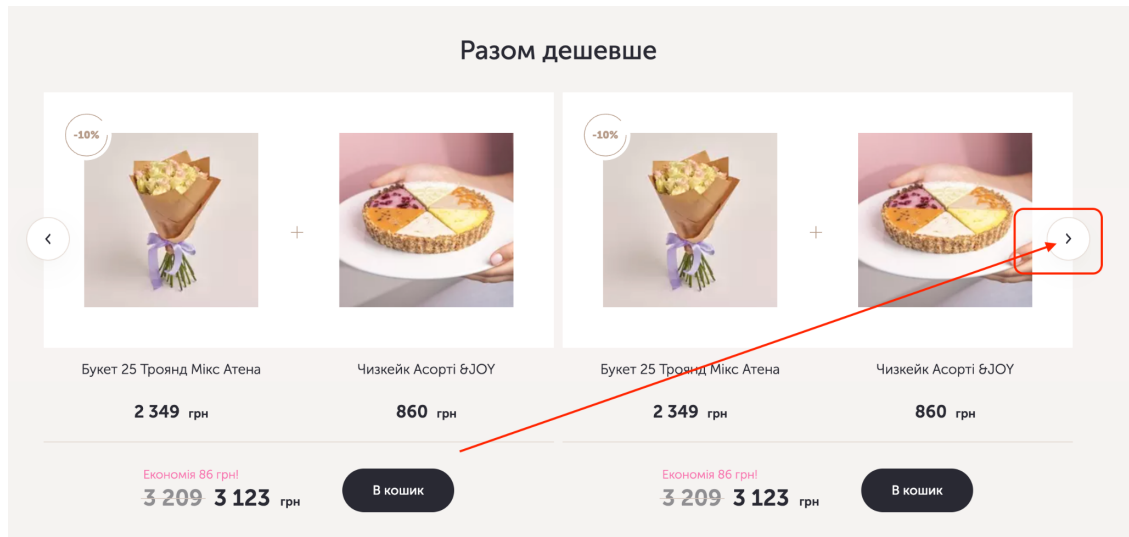 Разом дешевше
-10%
-10%
+
+
Букет 25 Троянд Мікс Атена
Чизкейк Асорті &JOY
Букет 25 Троянд Мікс Атена
Чизкейк Асорті &JOY
2 349 грн
860 грн
2 349 грн
860 грн
Економія 86 грн!
3 209 3 123 грн
В кошик
Економія 86 грн!
3 209 3 123 грн
В кошик